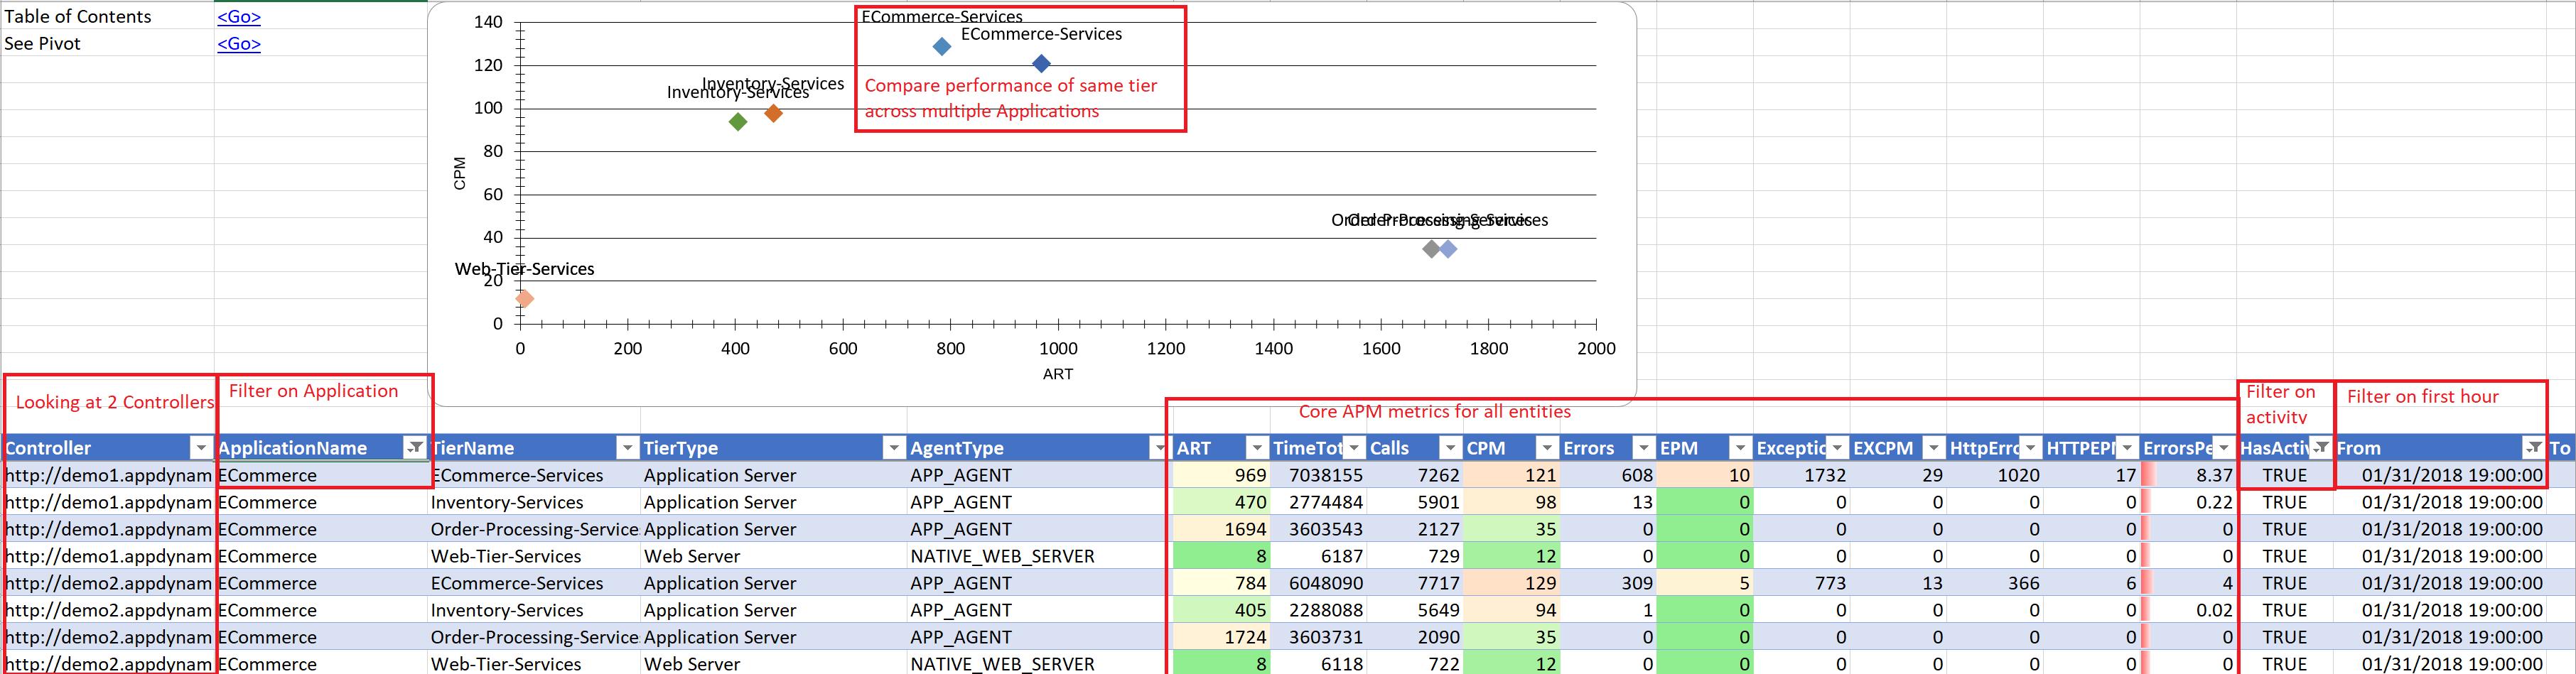 Table of Contents <Go>
See Pivot <Go>
140
120
100
80
60
40
20
0
CPM
ECommerce-Services
ECommerce-Services
Compare performance of same tier
across multiple Applications
Inventory-Services
Inventory-Services
Order-Processing-Services
Order-Processing-Services
Web-Tier-Services
0 200 400 600 800 1000 1200 1400 1600 1800 2000
ART
Looking at 2 Controllers
Filter on Application
Core APM metrics for all entities
Filter on
activity
Filter on first hour
Controller ApplicationName TierName TierType AgentType ART TimeTot Calls CPM Errors EPM Exceptic EXCPM HttpErro HTTPEPM ErrorsPe HasActiv From To
http://demo1.appdynam ECommerce ECommerce-Services Application Server APP_AGENT 969 7038155 7262 121 608 10 1732 29 1020 17 8.37 TRUE 01/31/2018 19:00:00
http://demo1.appdynam ECommerce Inventory-Services Application Server APP_AGENT 470 2774484 5901 98 13 0 0 0 0 0 0.22 TRUE 01/31/2018 19:00:00
http://demo1.appdynam ECommerce Order-Processing-Service Application Server APP_AGENT 1694 3603543 2127 35 0 0 0 0 0 0 0 TRUE 01/31/2018 19:00:00
http://demo1.appdynam ECommerce Web-Tier-Services Web Server NATIVE_WEB_SERVER 8 6187 729 12 0 0 0 0 0 0 0 TRUE 01/31/2018 19:00:00
http://demo2.appdynam ECommerce ECommerce-Services Application Server APP_AGENT 784 6048090 7717 129 309 5 773 13 366 6 4 TRUE 01/31/2018 19:00:00
http://demo2.appdynam ECommerce Inventory-Services Application Server APP_AGENT 405 2288088 5649 94 1 0 0 0 0 0 0.02 TRUE 01/31/2018 19:00:00
http://demo2.appdynam ECommerce Order-Processing-Service Application Server APP_AGENT 1724 3603731 2090 35 0 0 0 0 0 0 0 TRUE 01/31/2018 19:00:00
http://demo2.appdynam ECommerce Web-Tier-Services Web Server NATIVE_WEB_SERVER 8 6118 722 12 0 0 0 0 0 0 0 TRUE 01/31/2018 19:00:00